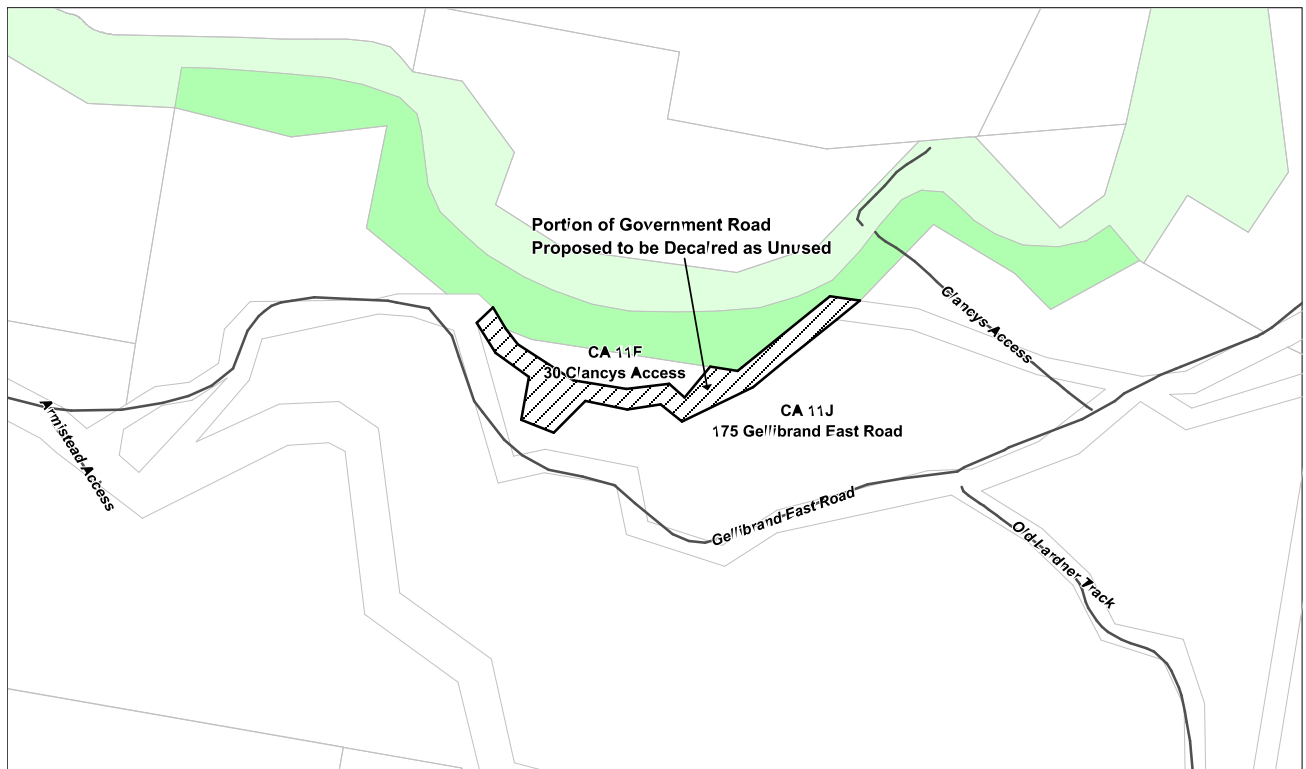 Portion of Government Road
Proposed to be Decalred as Unused
Clancys Access
CA 11F
30 Clancys Access
CA 11J
175 Gellibrand East Road
Armistead Access
Gellibrand East Road
Old Lardner Track